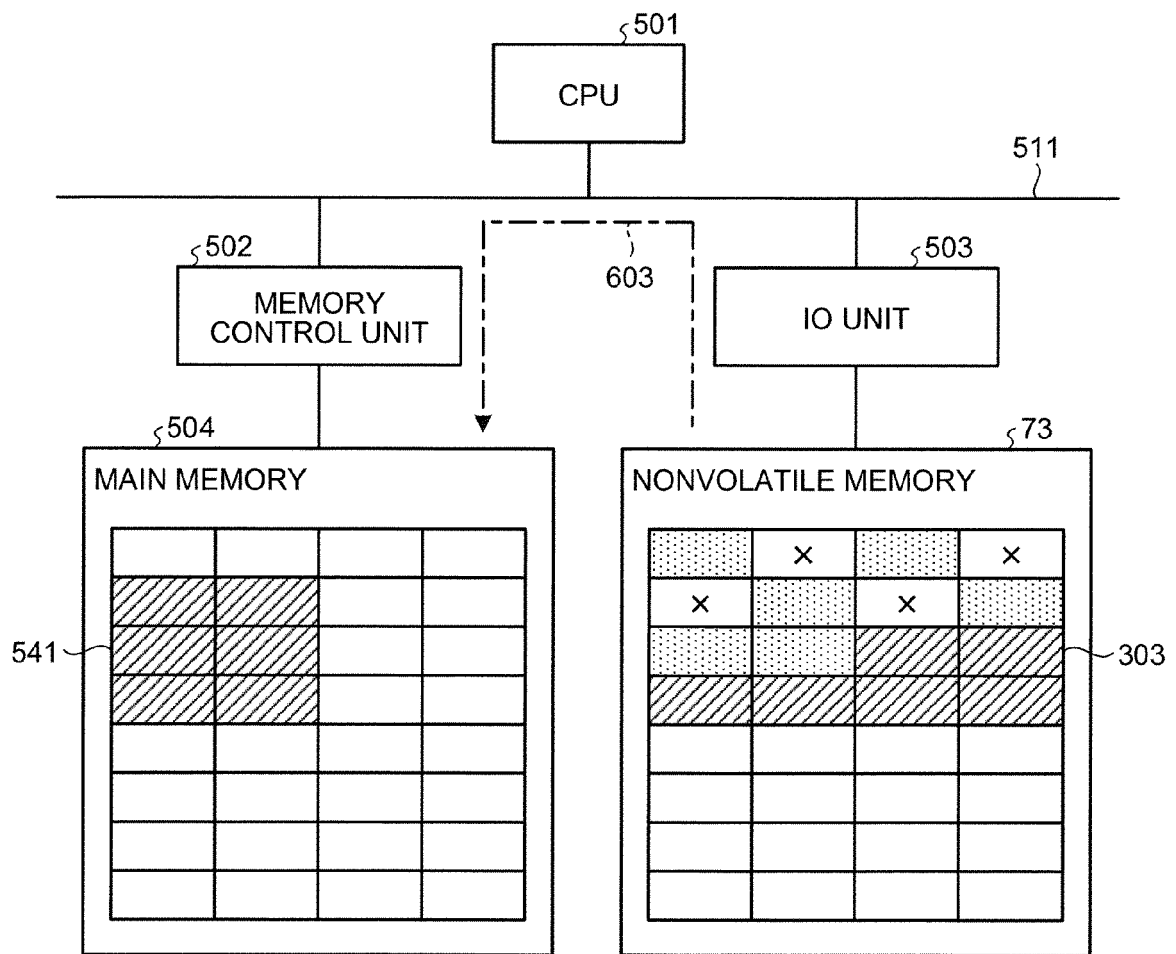 501
CPU
511
502
503
603
MEMORY
CONTROL UNIT
IO UNIT
504
73
MAIN MEMORY
NONVOLATILE MEMORY
× ×
× ×
541
303